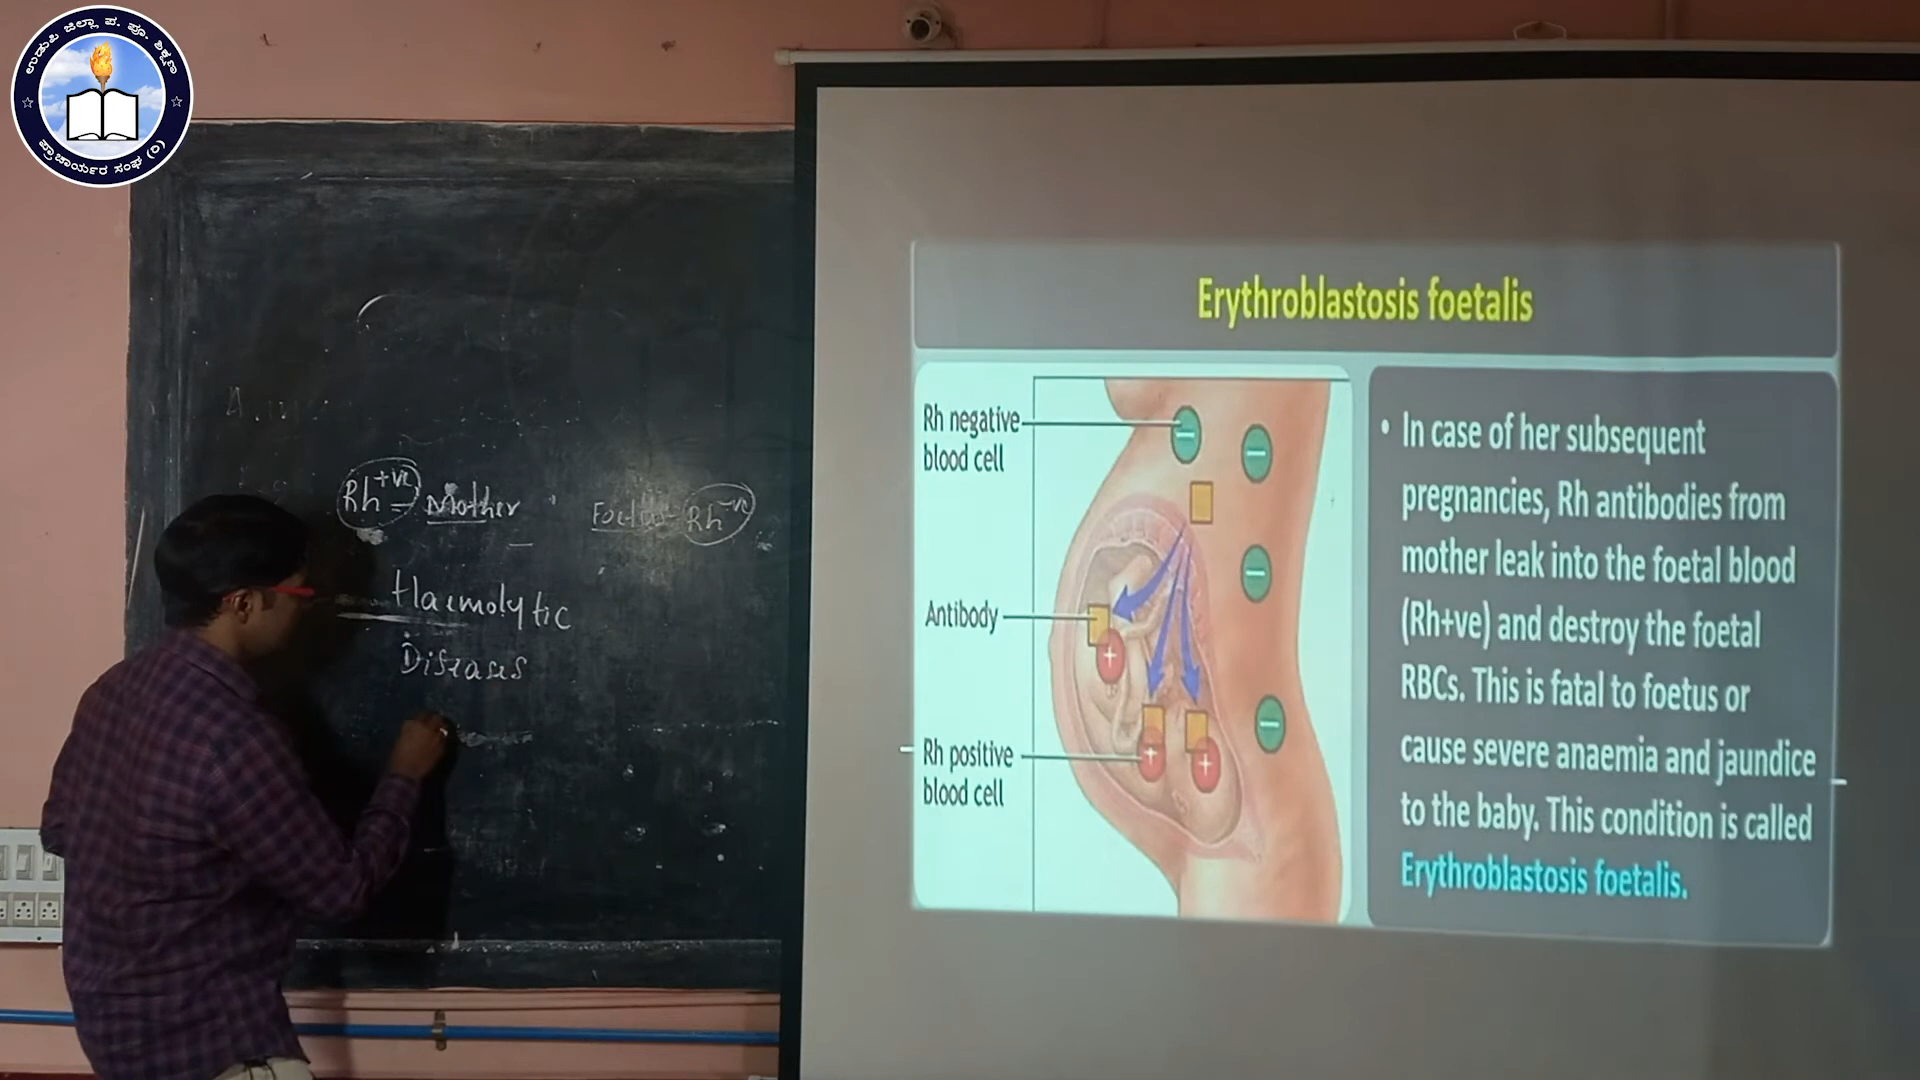 ಉಡುಪಿ ಜಿಲ್ಲಾ ಪ. ಪೂ. ಶಿಕ್ಷಣ
ಪ್ರಾಚಾರ್ಯರ ಸಂಘ (ರಿ)
Rh+ve = Mother Foetus - Rh-ve
Haemolytic
Diseases
Erythroblastosis foetalis
Rh negative
blood cell
Antibody
Rh positive
blood cell
• In case of her subsequent
pregnancies, Rh antibodies from
mother leak into the foetal blood
(Rh+ve) and destroy the foetal
RBCs. This is fatal to foetus or
cause severe anaemia and jaundice
to the baby. This condition is called
Erythroblastosis foetalis.